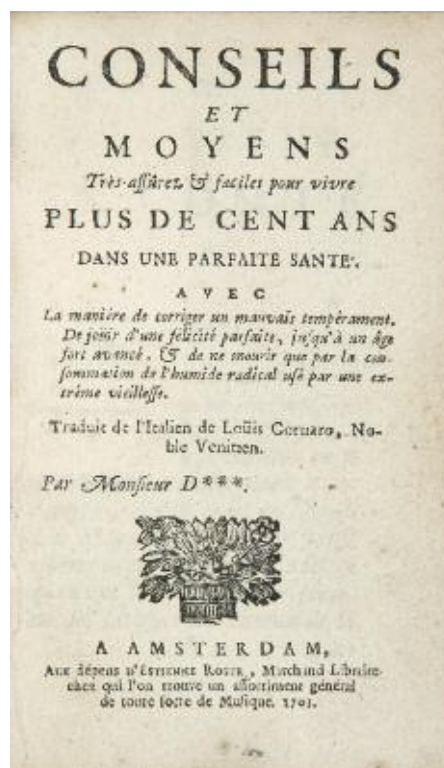 CONSEILS
ET
MOYENS
Très-assûrez & faciles pour vivre
PLUS DE CENT ANS
DANS UNE PARFAITE SANTE'.
AVEC
La maniére de corriger un mauvais tempérament.
De joüir d'une félicité parfaite, jusqu'à un âge
fort avancé, & de ne mourir que par la con-
sommation de l'humide radical usé par une ex-
trême vieillesse.
Traduit de l'Italien de Loüis Cornaro, No-
ble Venitien.
Par Monsieur D***.
A AMSTERDAM,
Aux dépens d'ESTIENNE ROGER, Marchand Libraire
chez qui l'on trouve un assortiment général
de toute sorte de Musique. 1703.